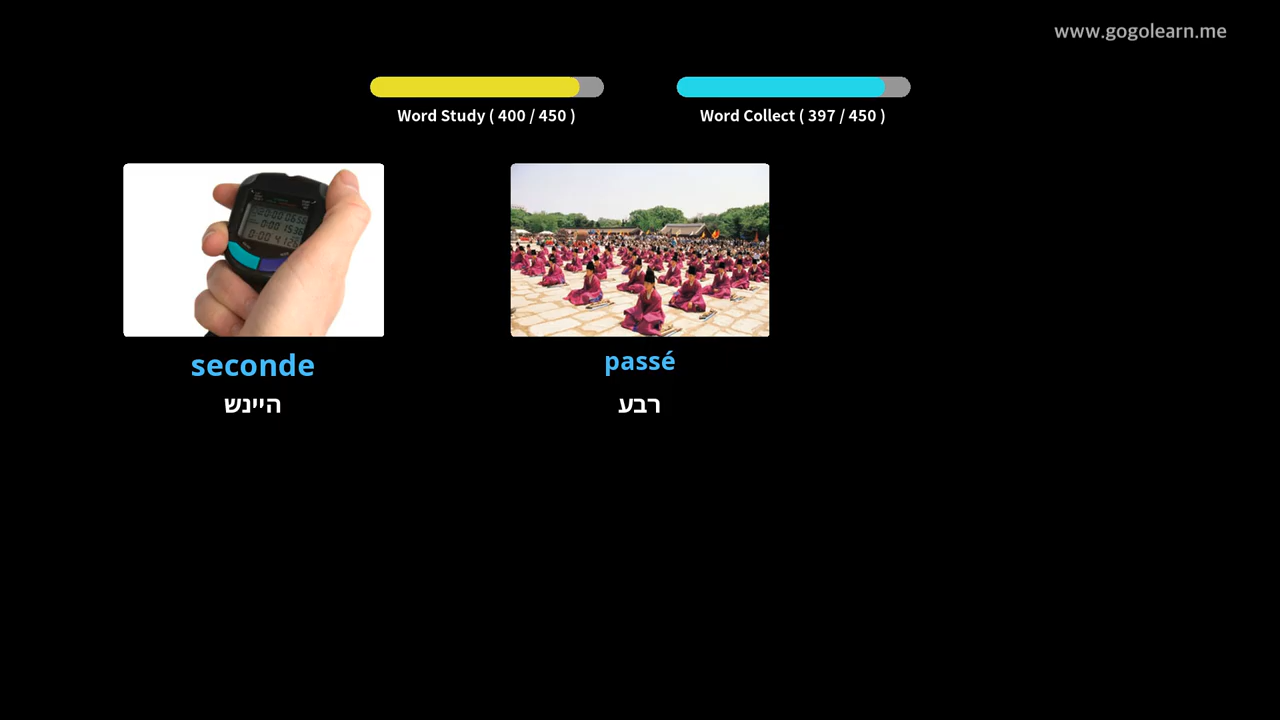 www.gogolearn.me
Word Study ( 400 / 450 )
Word Collect ( 397 / 450 )
seconde
היינש
passé
רבע